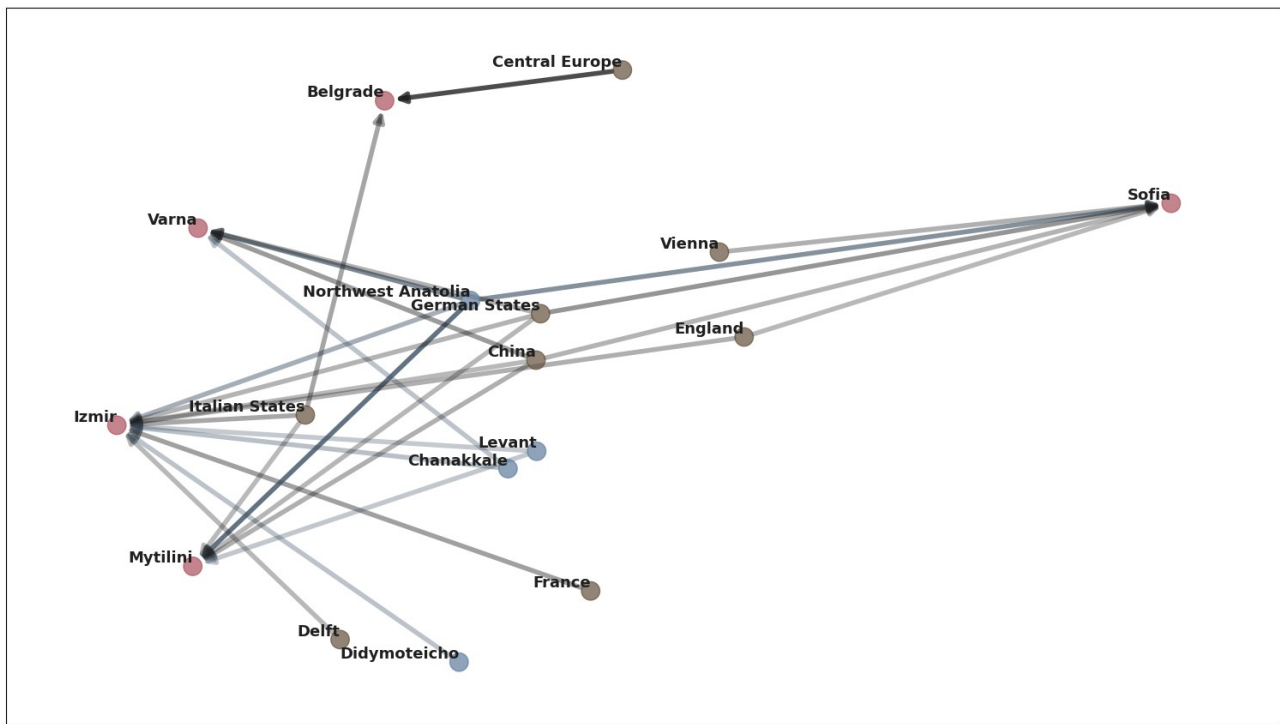 Central Europe
Belgrade
Sofia
Varna
Vienna
Northwest Anatolia
German States
England
China
Italian States
Izmir
Levant
Chanakkale
Mytilini
France
Delft
Didymoteicho